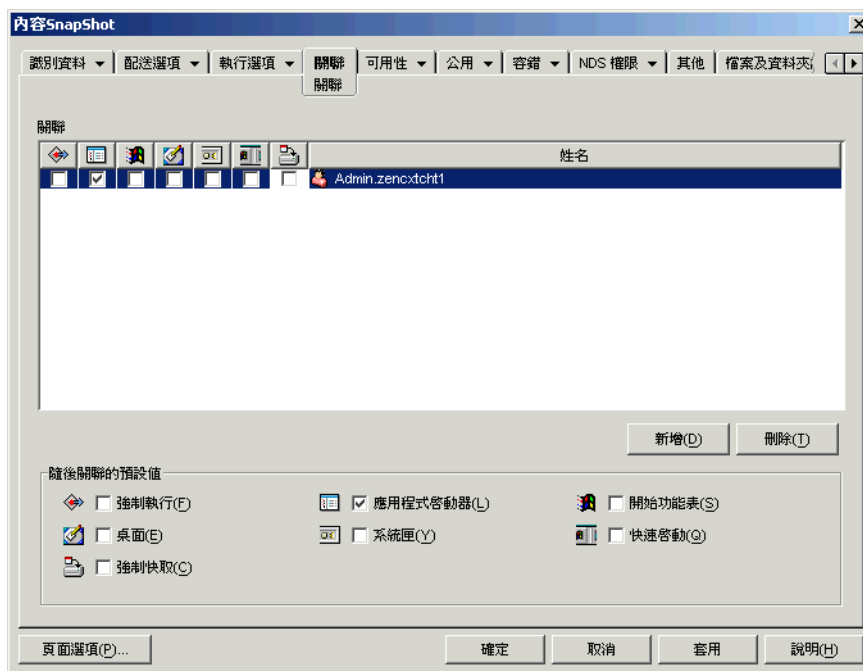 內容SnapShot
識別資料 配送選項 執行選項 關聯 可用性 公用 容錯 NDS 權限 其他 檔案及資料夾
關聯
關聯
姓名
Admin.zencxtcht1
新增(D) 刪除(T)
隨後關聯的預設值
強制執行(F) 應用程式啟動器(L) 開始功能表(S)
桌面(E) 系統匣(Y) 快速啟動(Q)
強制快取(C)
頁面選項(P)... 確定 取消 套用 說明(H)